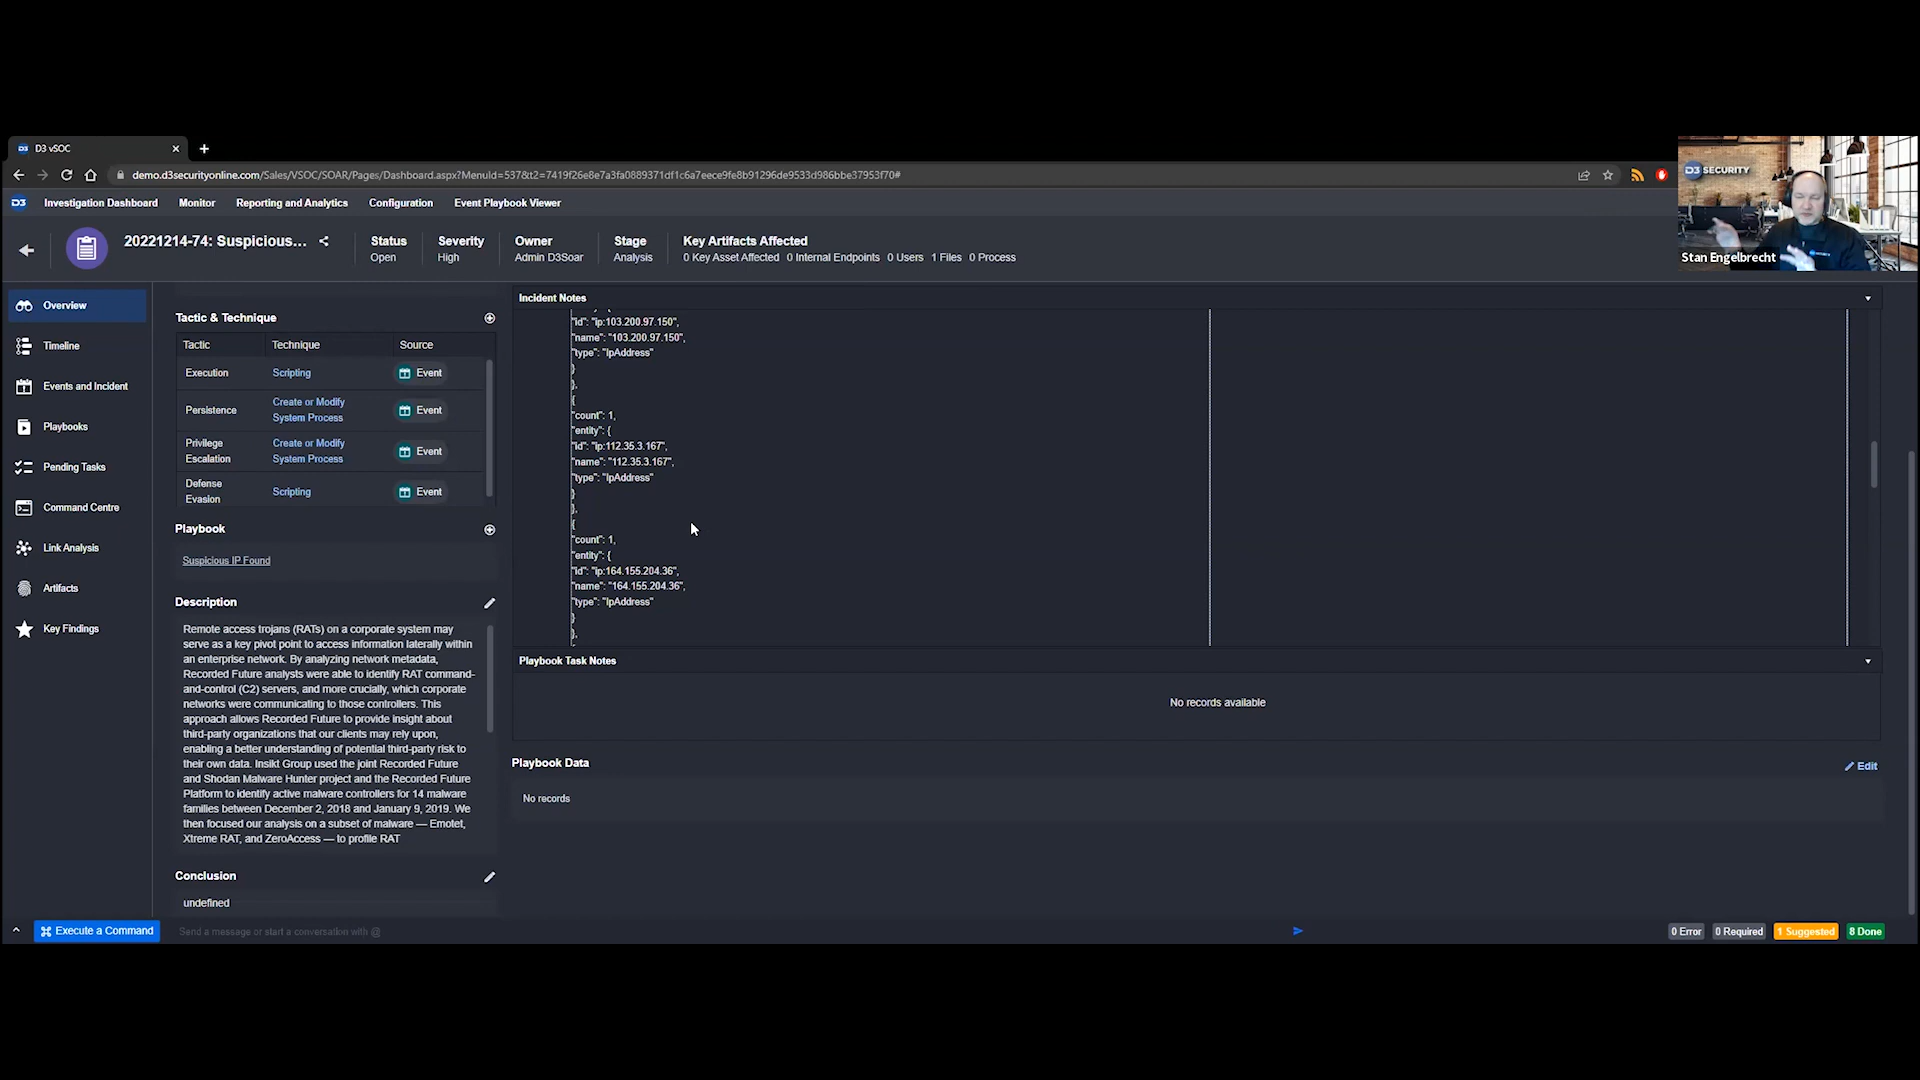 D3 vSOC
demo.d3securityonline.com/Sales/VSOC/SOAR/Pages/Dashboard.aspx?MenuId=537&t2=7419f26e8e7a3fa0889371df1c6a7eece9fe8b91296de9533d986bbe37953f70#
D3 SECURITY
Stan Engelbrecht
D3 Investigation Dashboard Monitor Reporting and Analytics Configuration Event Playbook Viewer
20221214-74: Suspicious...
Status
Open
Severity
High
Owner
Admin D3Soar
Stage
Analysis
Key Artifacts Affected
0 Key Asset Affected 0 Internal Endpoints 0 Users 1 Files 0 Process
Overview
Timeline
Events and Incident
Playbooks
Pending Tasks
Command Centre
Link Analysis
Artifacts
Key Findings
Tactic & Technique
Tactic Technique Source
Execution Scripting Event
Persistence Create or Modify System Process Event
Privilege Escalation Create or Modify System Process Event
Defense Evasion Scripting Event
Playbook
Suspicious IP Found
Description
Remote access trojans (RATs) on a corporate system may
serve as a key pivot point to access information laterally within
an enterprise network. By analyzing network metadata,
Recorded Future analysts were able to identify RAT command-
and-control (C2) servers, and more crucially, which corporate
networks were communicating to those controllers. This
approach allows Recorded Future to provide insight about
third-party organizations that our clients may rely upon,
enabling a better understanding of potential third-party risk to
their own data. Insikt Group used the joint Recorded Future
and Shodan Malware Hunter project and the Recorded Future
Platform to identify active malware controllers for 14 malware
families between December 2, 2018 and January 9, 2019. We
then focused our analysis on a subset of malware — Emotet,
Xtreme RAT, and ZeroAccess — to profile RAT
Conclusion
undefined
Incident Notes
"id": "ip:103.200.97.150",
"name": "103.200.97.150",
"type": "IpAddress"
}
},
{
"count": 1,
"entity": {
"id": "ip:112.35.3.167",
"name": "112.35.3.167",
"type": "IpAddress"
}
},
{
"count": 1,
"entity": {
"id": "ip:164.155.204.36",
"name": "164.155.204.36",
"type": "IpAddress"
}
},
Playbook Task Notes
No records available
Playbook Data
Edit
No records
Execute a Command
Send a message or start a conversation with @
0 Error 0 Required 1 Suggested 8 Done